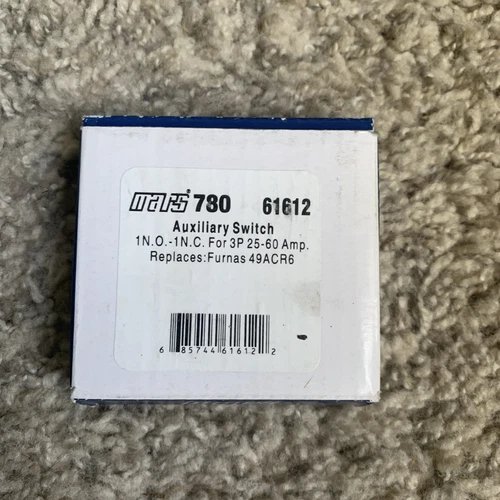 mars 780 61612
Auxiliary Switch
1N.O.-1N.C. For 3P 25-60 Amp.
Replaces:Furnas 49ACR6
6 85744 61612 2